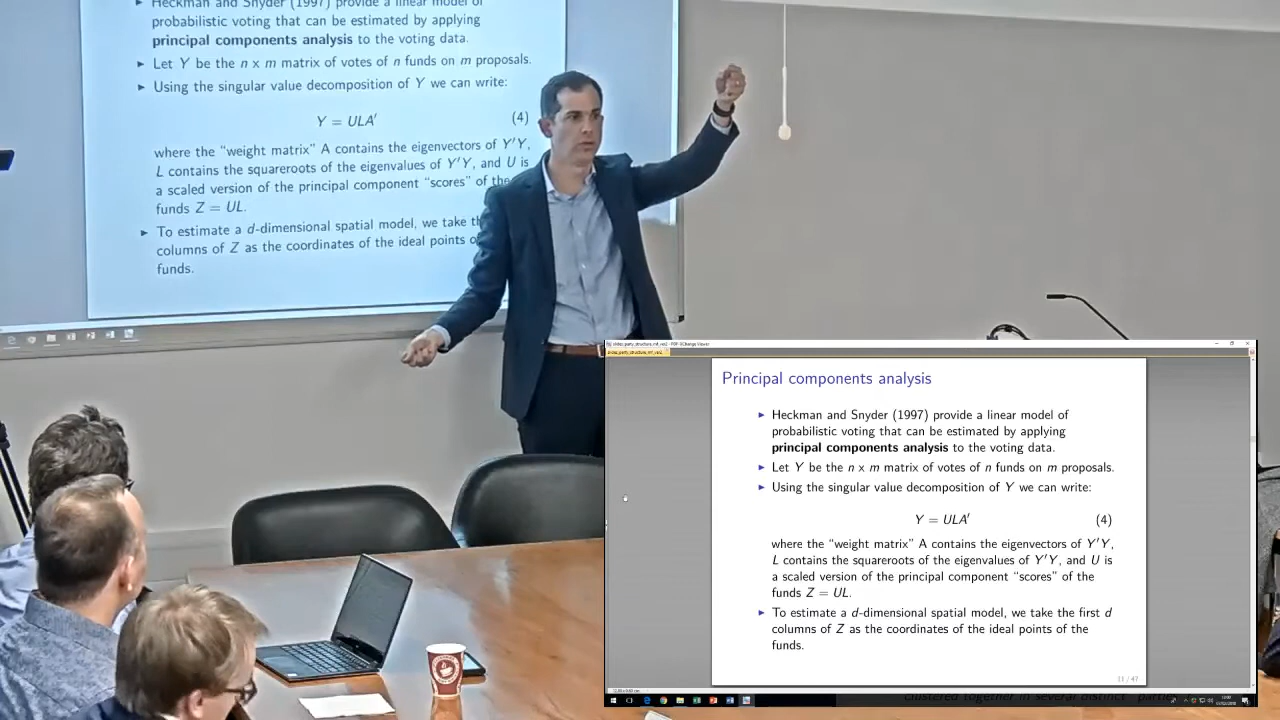 Heckman and Snyder (1997) provide a linear model of
probabilistic voting that can be estimated by applying
principal components analysis to the voting data.
Let Y be the n x m matrix of votes of n funds on m proposals.
Using the singular value decomposition of Y we can write:
Y = ULA′ (4)
where the “weight matrix” A contains the eigenvectors of Y′Y,
L contains the squareroots of the eigenvalues of Y′Y, and U is
a scaled version of the principal component “scores” of the
funds Z = UL.
To estimate a d-dimensional spatial model, we take th
columns of Z as the coordinates of the ideal points o
funds.
Principal components analysis
Heckman and Snyder (1997) provide a linear model of
probabilistic voting that can be estimated by applying
principal components analysis to the voting data.
Let Y be the n x m matrix of votes of n funds on m proposals.
Using the singular value decomposition of Y we can write:
Y = ULA′ (4)
where the “weight matrix” A contains the eigenvectors of Y′Y,
L contains the squareroots of the eigenvalues of Y′Y, and U is
a scaled version of the principal component “scores” of the
funds Z = UL.
To estimate a d-dimensional spatial model, we take the first d
columns of Z as the coordinates of the ideal points of the
funds.
11 / 47
clustered together in several distinct parties